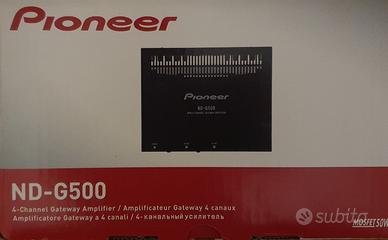 Pioneer
Pioneer
ND-G500
ND-G500
4-Channel Gateway Amplifier / Amplificateur Gateway 4 canaux
Amplificatore Gateway a 4 canali / 4-канальный усилитель
MOSFET50W
subito